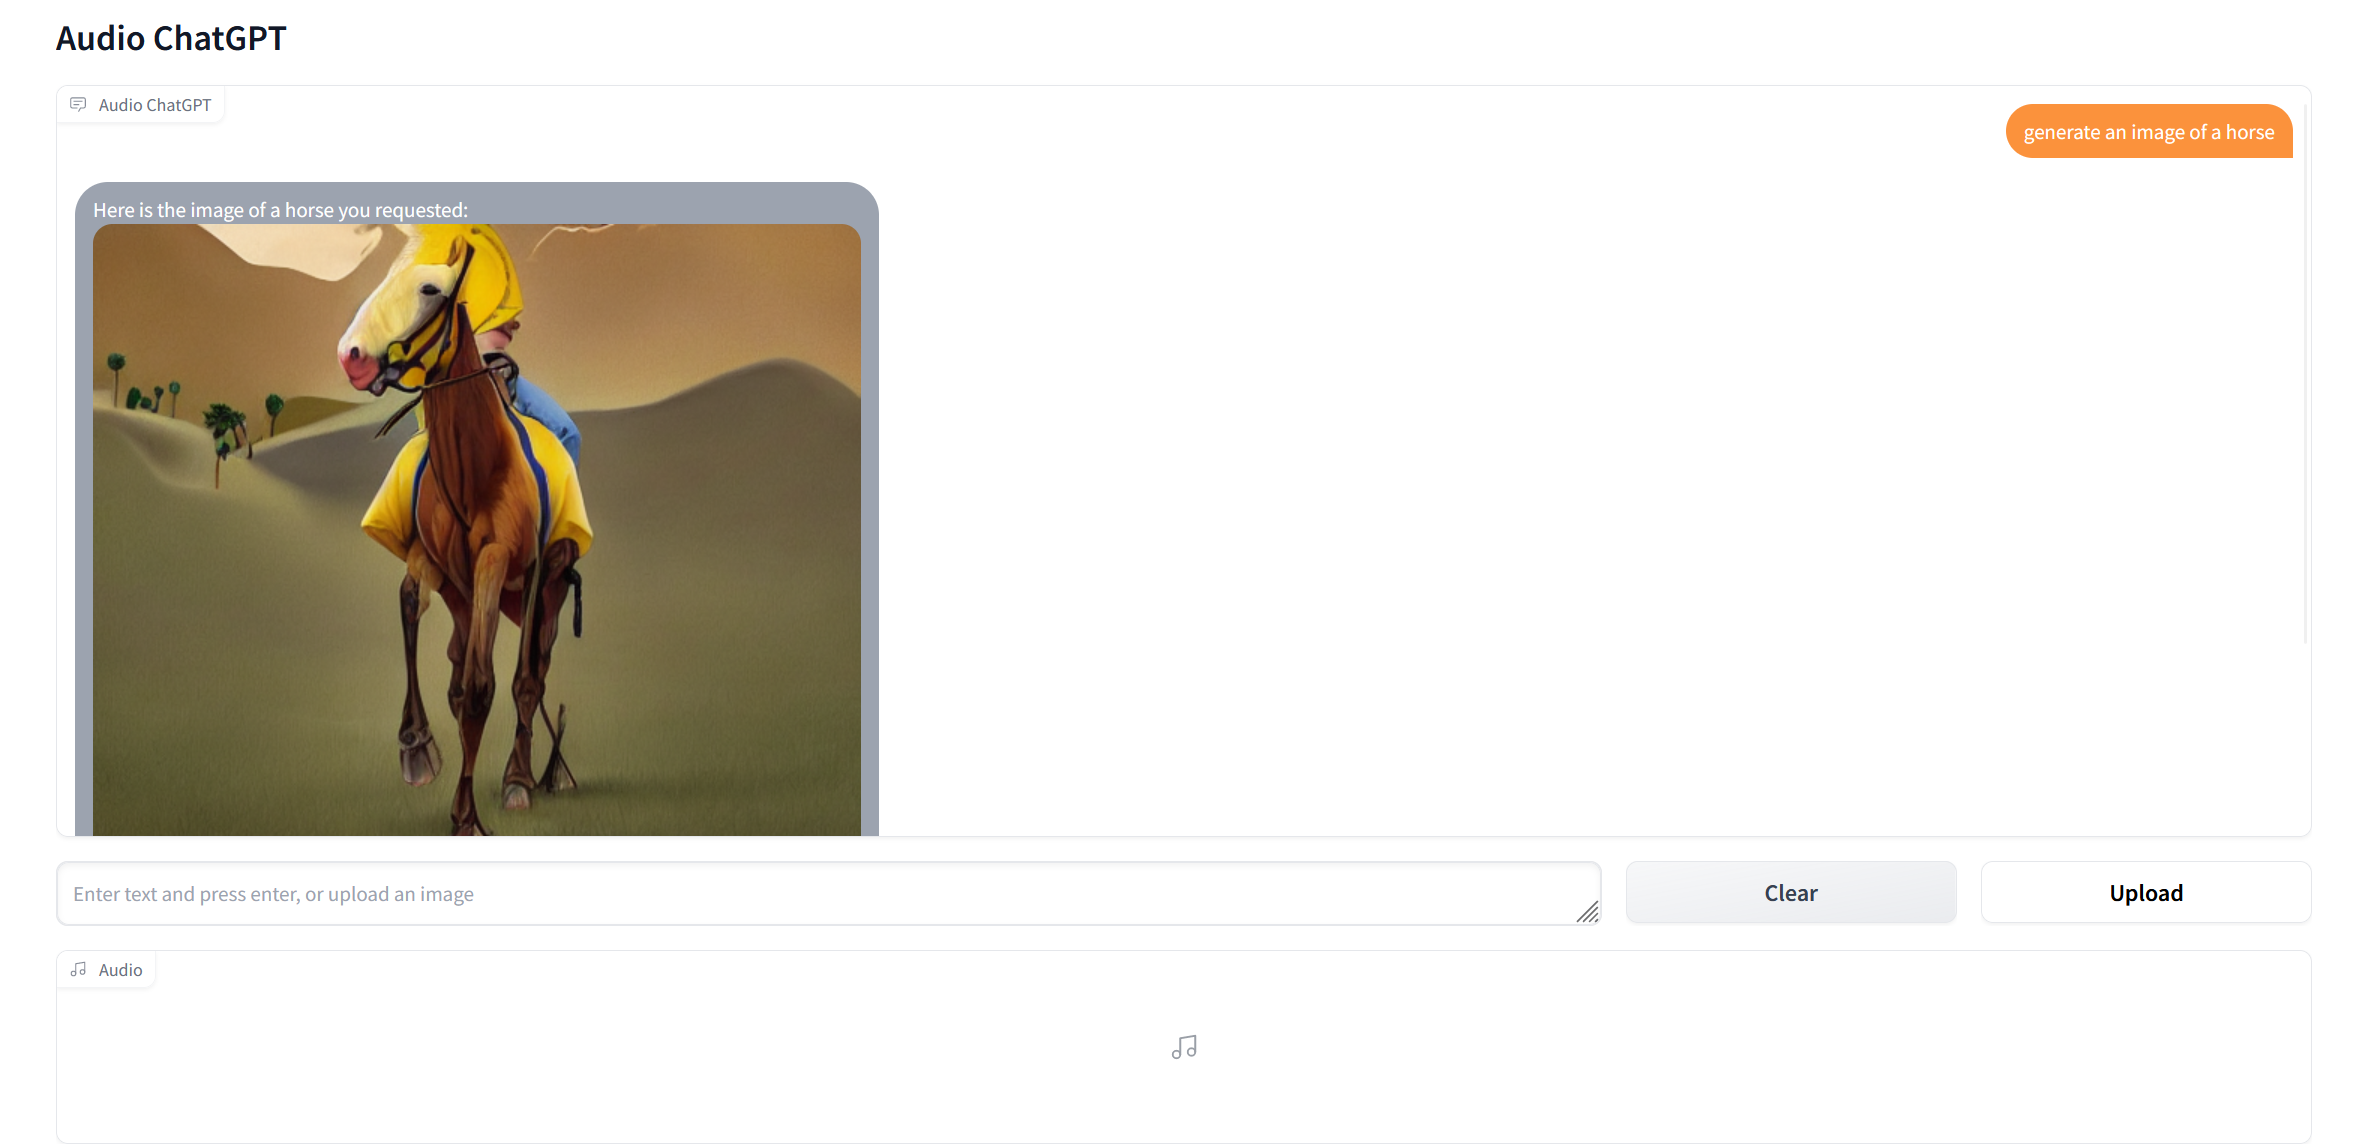 Audio ChatGPT
Audio ChatGPT
generate an image of a horse
Here is the image of a horse you requested:
Enter text and press enter, or upload an image
Clear
Upload
Audio